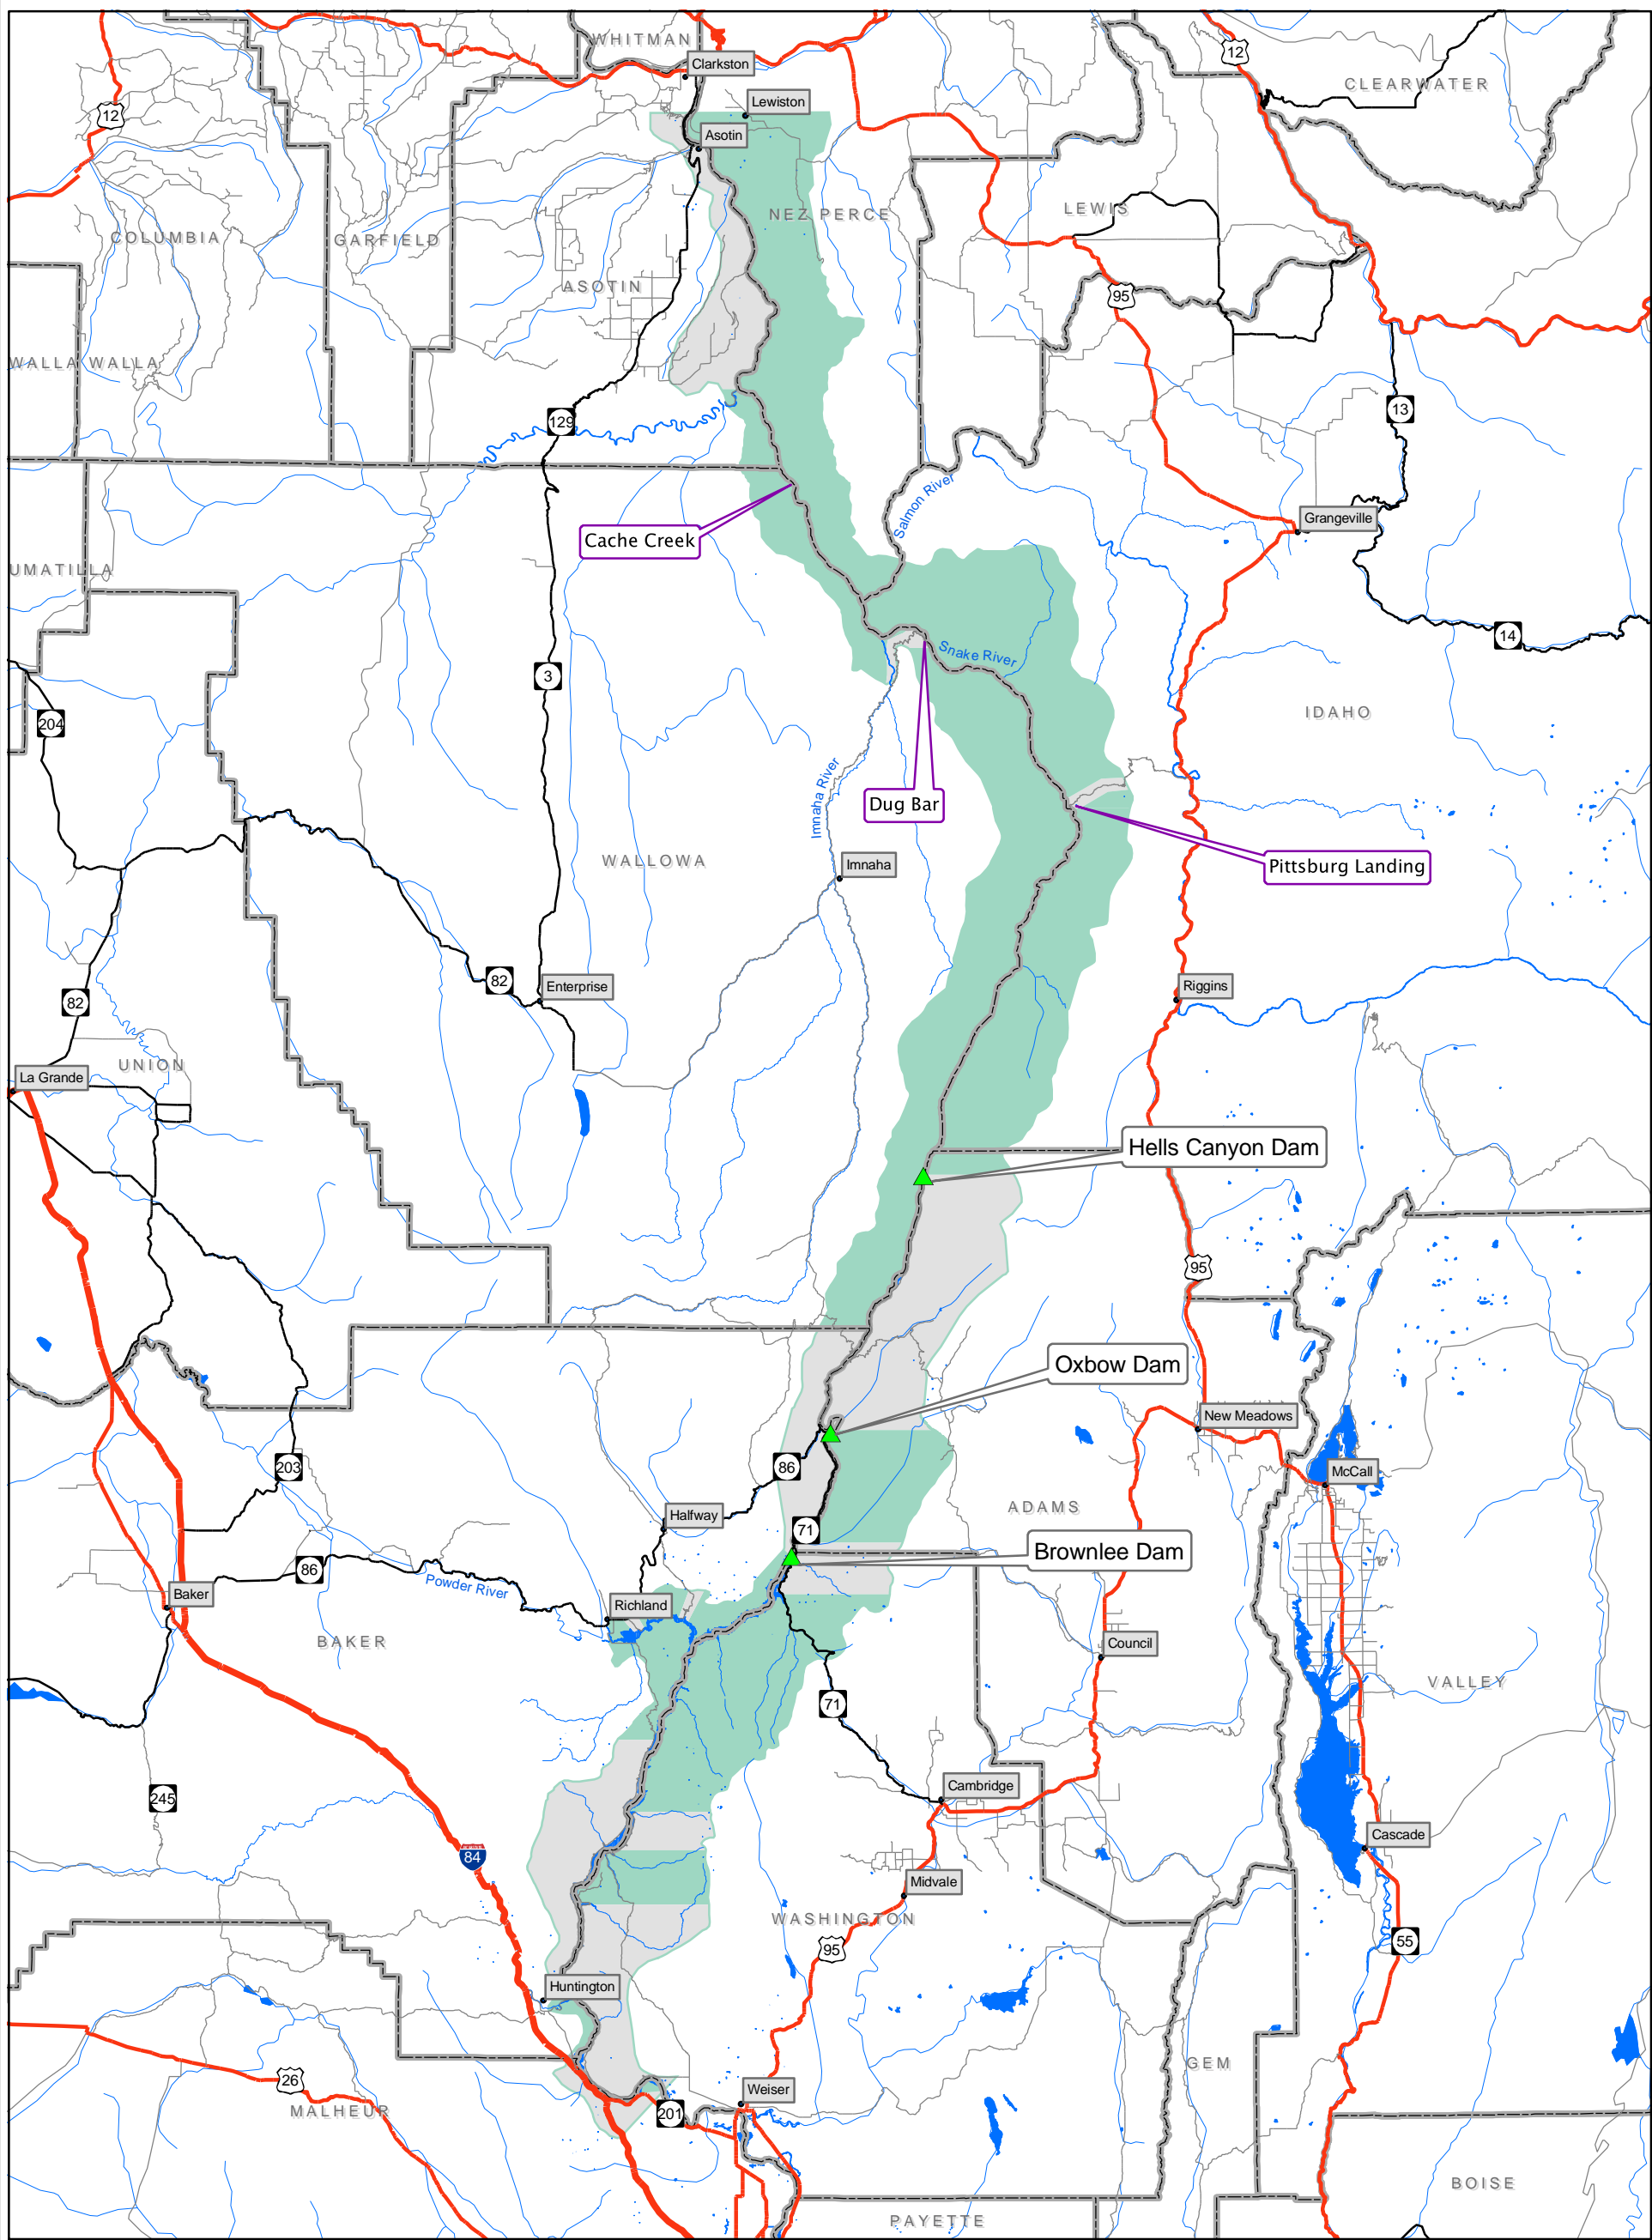 WHITMAN
12
Clarkston
CLEARWATER
Lewiston
12
Asotin
NEZ PERCE
LEWIS
COLUMBIA
GARFIELD
ASOTIN
95
WALLA WALLA
13
129
Salmon River
Grangeville
Cache Creek
UMATILLA
14
Snake River
3
IDAHO
204
Imnaha River
Dug Bar
WALLOWA
Imnaha
Pittsburg Landing
82
Enterprise
Riggins
82
UNION
La Grande
Hells Canyon Dam
95
Oxbow Dam
New Meadows
203
86
McCall
Halfway
ADAMS
71
Brownlee Dam
86
Powder River
Baker
Richland
BAKER
Council
VALLEY
71
Cambridge
245
Cascade
84
Midvale
WASHINGTON
95
55
Huntington
GEM
26
Weiser
MALHEUR
201
BOISE
PAYETTE